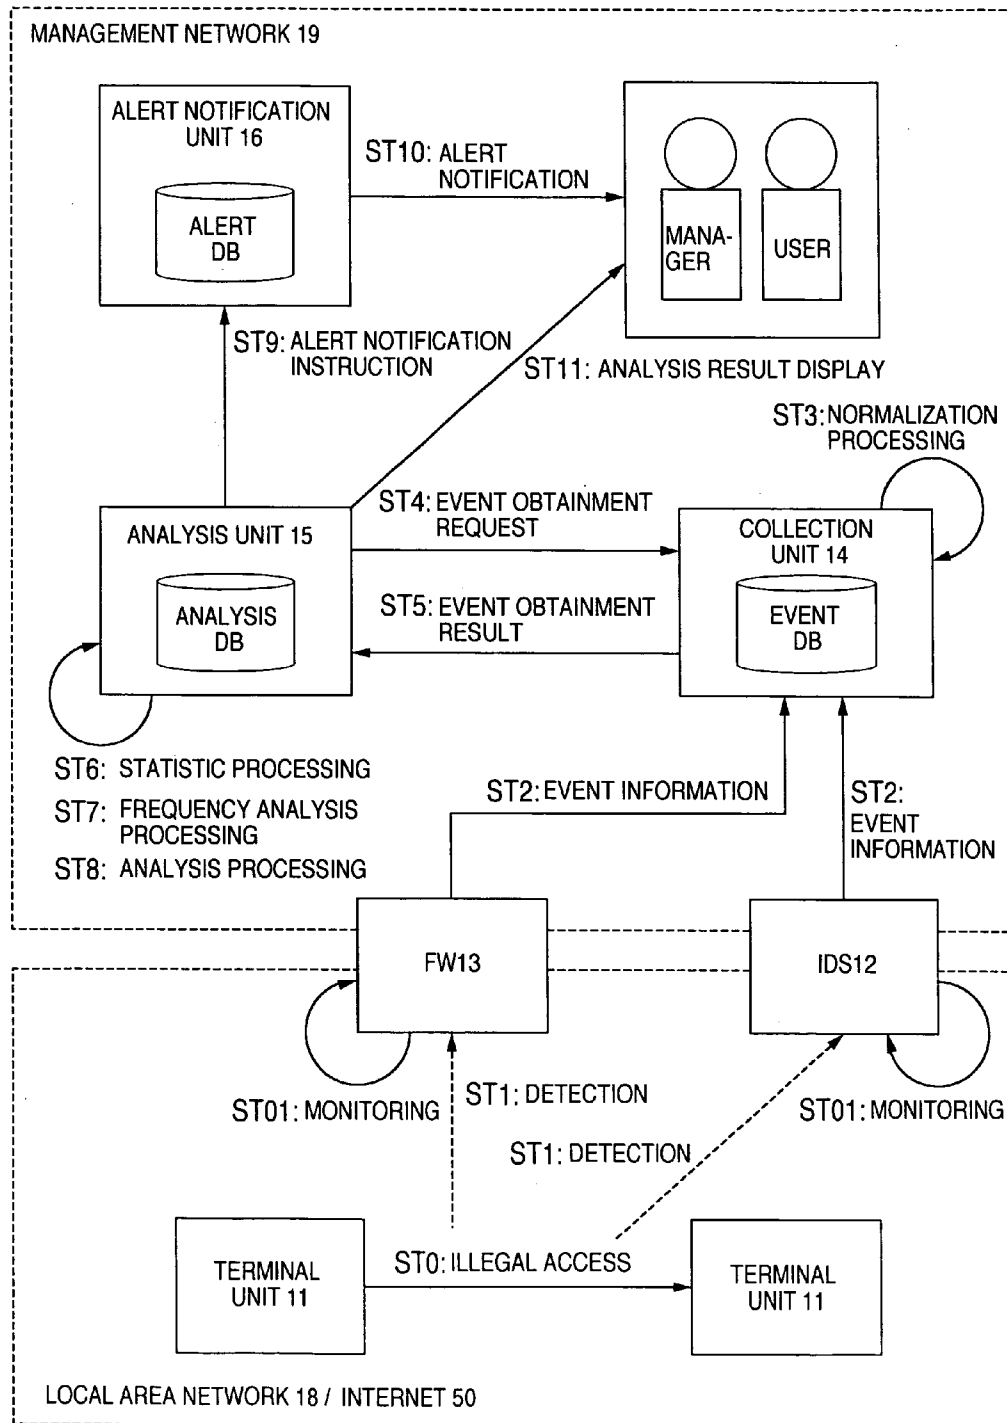 MANAGEMENT NETWORK 19
ALERT NOTIFICATION
UNIT 16
ALERT
DB
ST10: ALERT
NOTIFICATION
MANA-
GER
USER
ST9: ALERT NOTIFICATION
INSTRUCTION
ST11: ANALYSIS RESULT DISPLAY
ST3: NORMALIZATION
PROCESSING
ANALYSIS UNIT 15
ANALYSIS
DB
ST4: EVENT OBTAINMENT
REQUEST
ST5: EVENT OBTAINMENT
RESULT
COLLECTION
UNIT 14
EVENT
DB
ST6: STATISTIC PROCESSING
ST7: FREQUENCY ANALYSIS
PROCESSING
ST8: ANALYSIS PROCESSING
ST2: EVENT INFORMATION
ST2:
EVENT
INFORMATION
FW13
IDS12
ST01: MONITORING
ST1: DETECTION
ST1: DETECTION
ST01: MONITORING
TERMINAL
UNIT 11
ST0: ILLEGAL ACCESS
TERMINAL
UNIT 11
LOCAL AREA NETWORK 18 / INTERNET 50